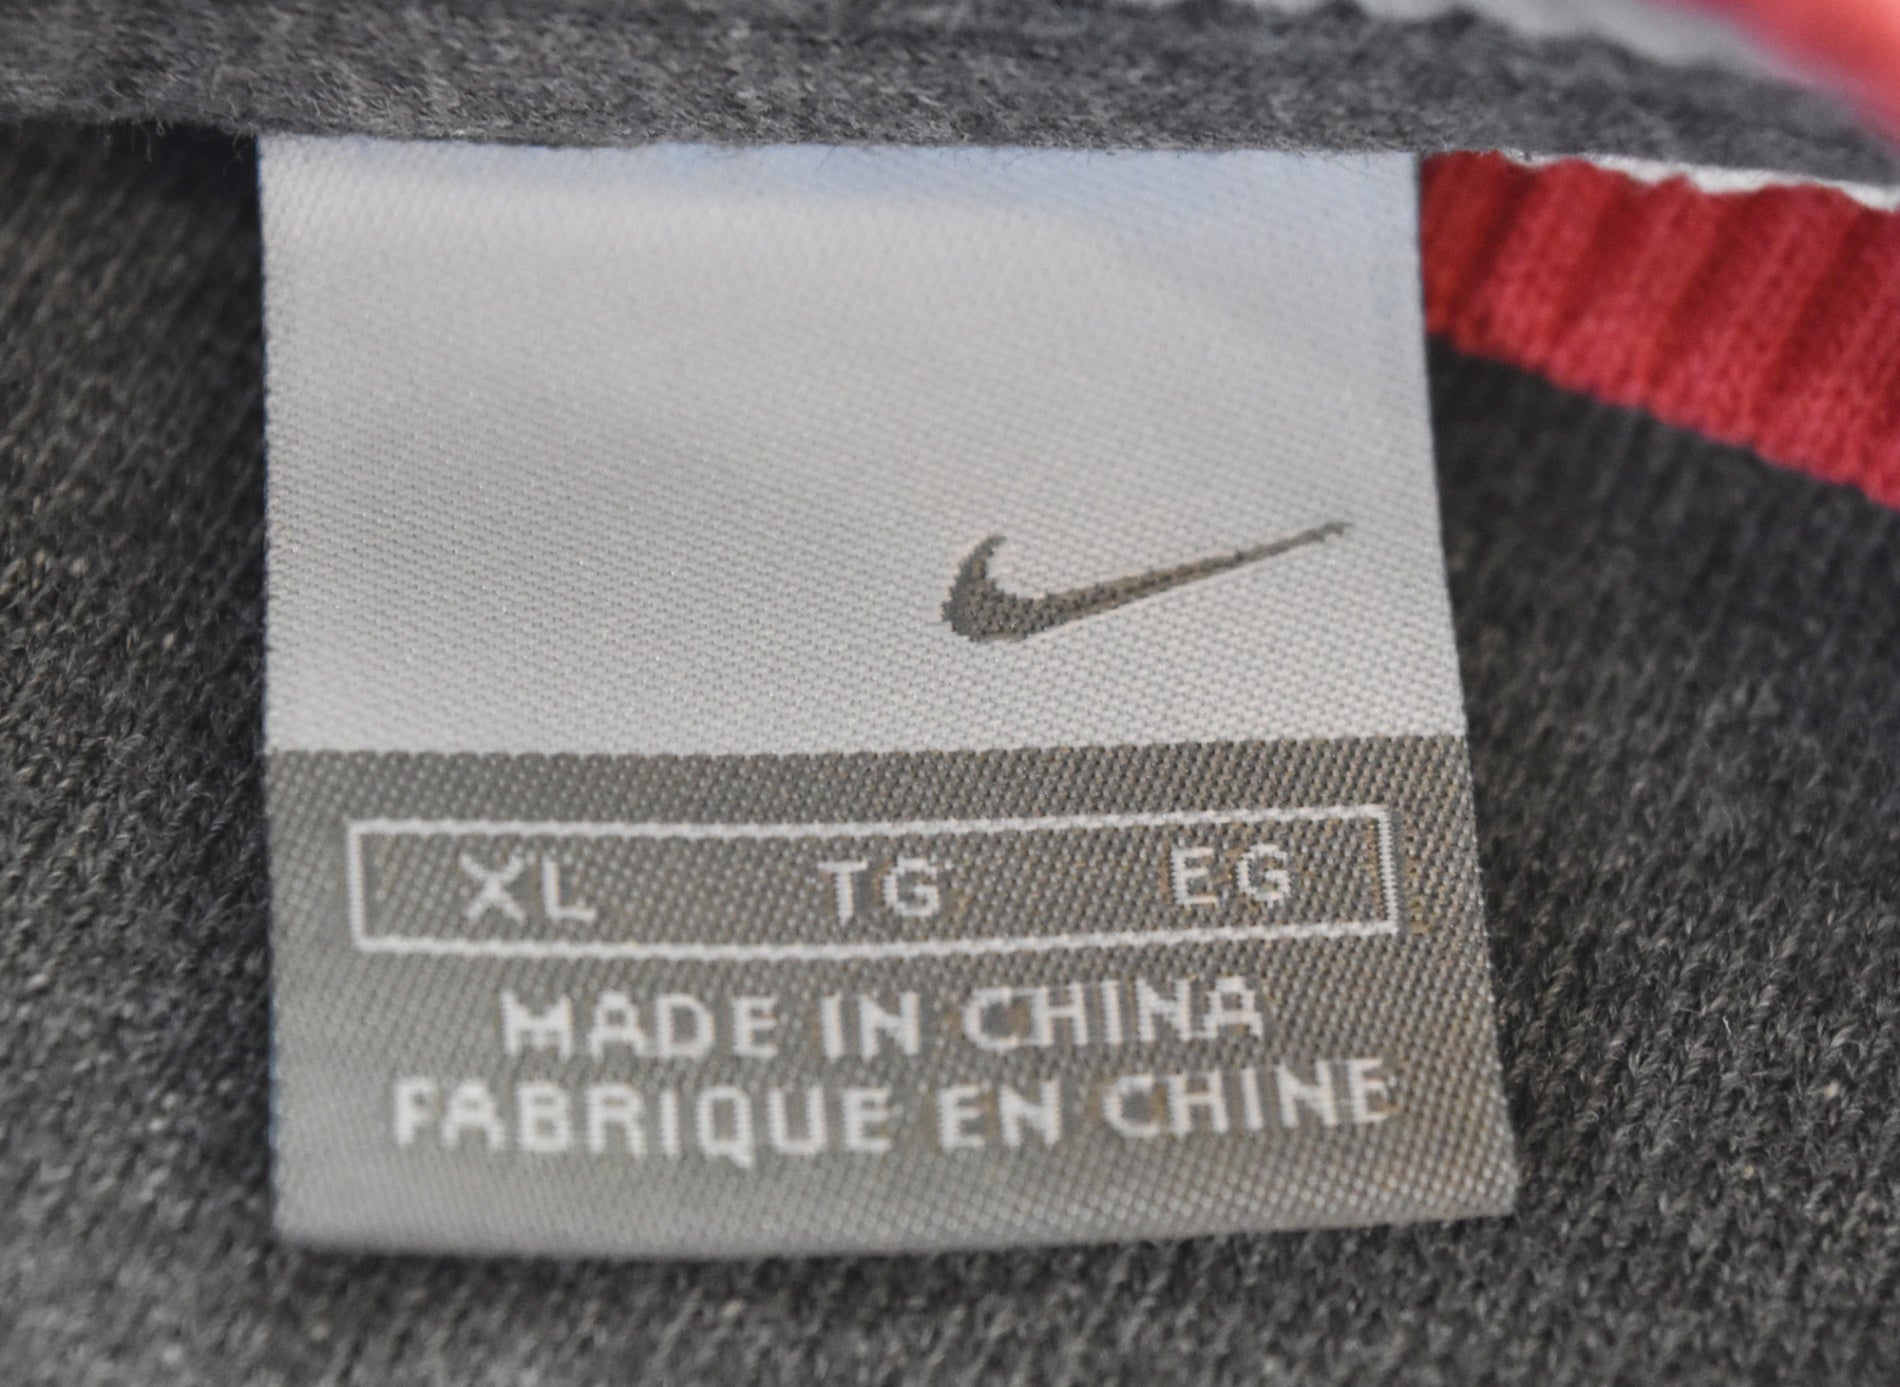 XL TG EG
MADE IN CHINA
FABRIQUE EN CHINE